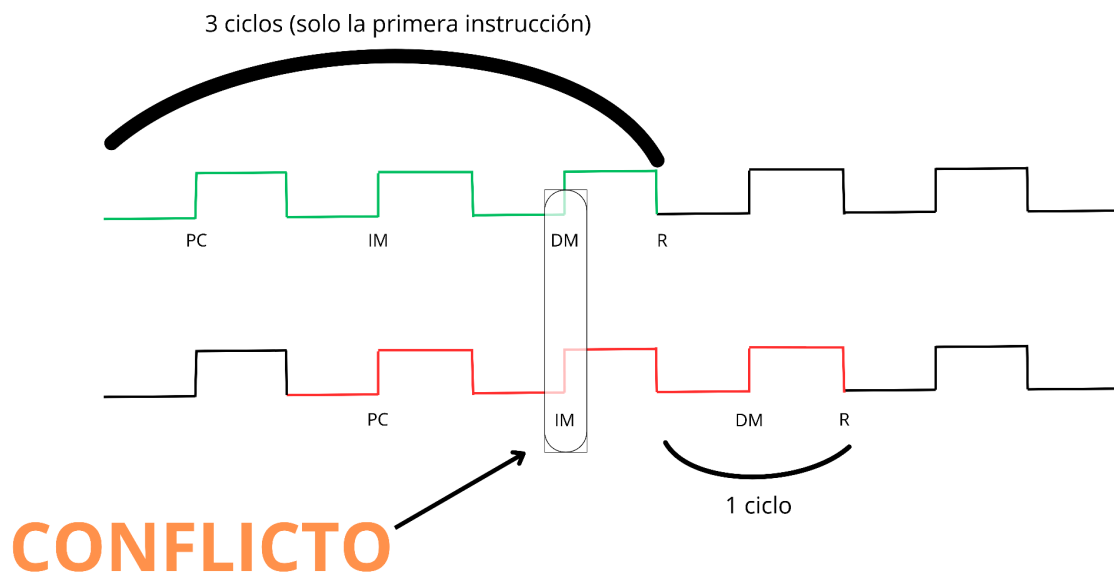 3 ciclos (solo la primera instrucción)
PC
IM
DM
R
PC
IM
DM
R
1 ciclo
CONFLICTO